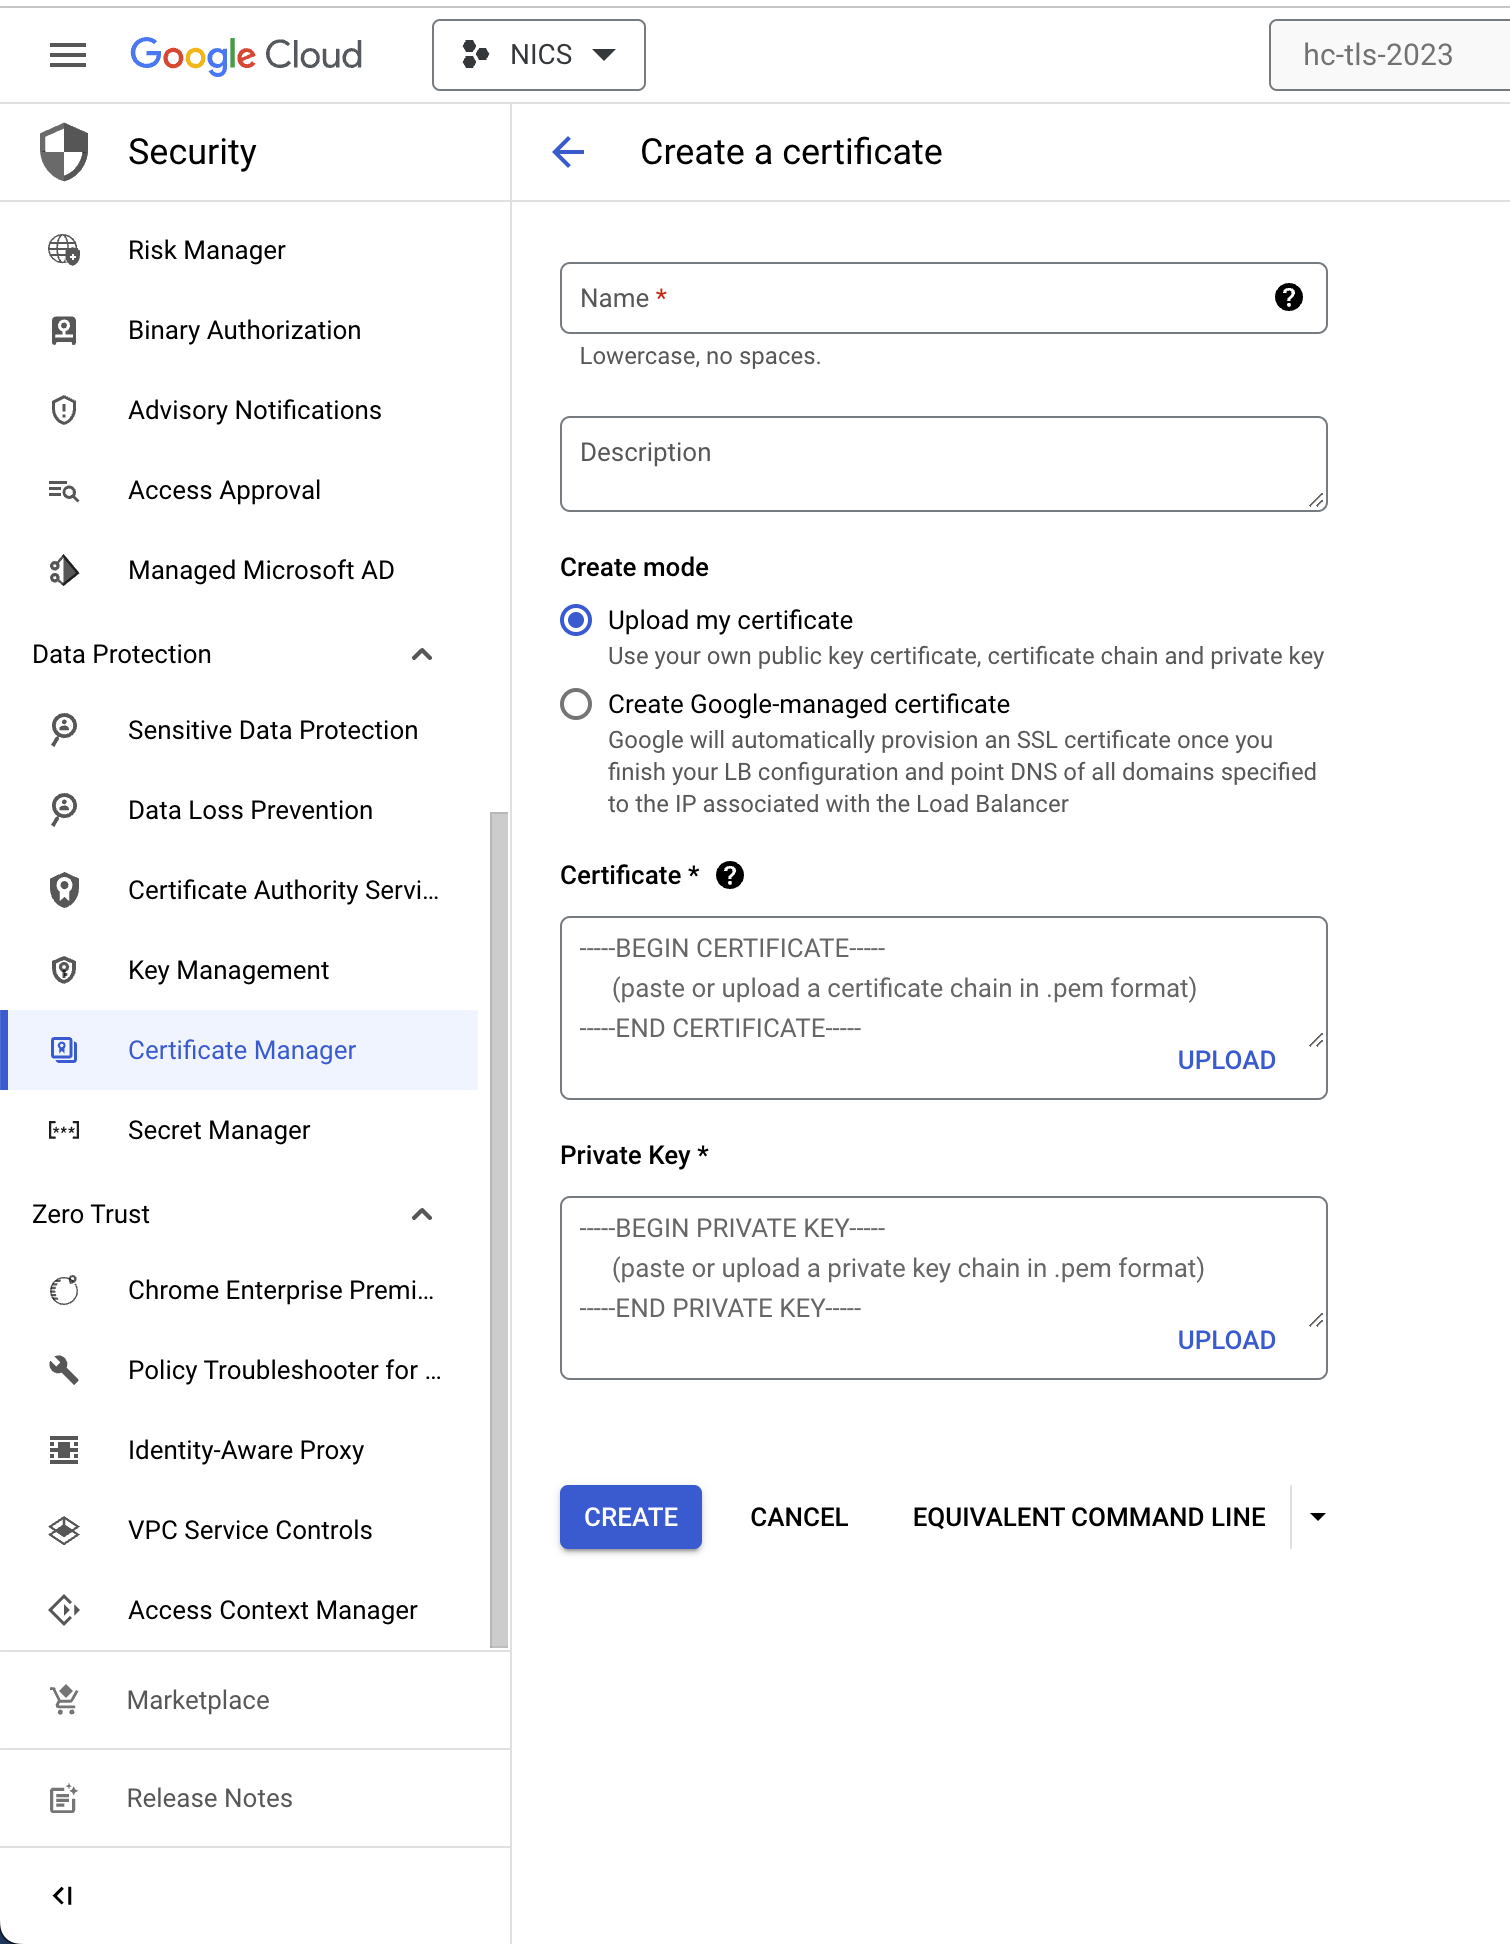 Google Cloud
NICS
hc-tls-2023
Security
Create a certificate
Risk Manager
Binary Authorization
Advisory Notifications
Access Approval
Managed Microsoft AD
Data Protection
Sensitive Data Protection
Data Loss Prevention
Certificate Authority Servi...
Key Management
Certificate Manager
Secret Manager
Zero Trust
Chrome Enterprise Premi...
Policy Troubleshooter for ...
Identity-Aware Proxy
VPC Service Controls
Access Context Manager
Marketplace
Release Notes
Name *
Lowercase, no spaces.
Description
Create mode
Upload my certificate
Use your own public key certificate, certificate chain and private key
Create Google-managed certificate
Google will automatically provision an SSL certificate once you
finish your LB configuration and point DNS of all domains specified
to the IP associated with the Load Balancer
Certificate *
-----BEGIN CERTIFICATE-----
(paste or upload a certificate chain in .pem format)
-----END CERTIFICATE-----
UPLOAD
Private Key *
-----BEGIN PRIVATE KEY-----
(paste or upload a private key chain in .pem format)
-----END PRIVATE KEY-----
UPLOAD
CREATE
CANCEL
EQUIVALENT COMMAND LINE